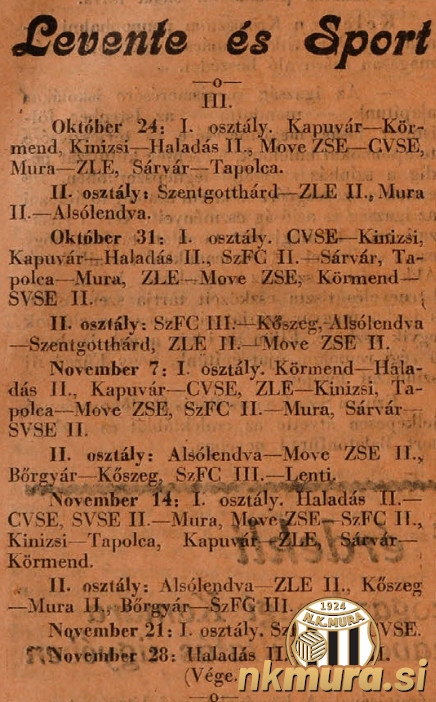 Levente és Sport
—o—
III.
Október 24: I. osztály. Kapuvár—Kör-
mend, Kinizsi—Haladás II., Move ZSE—CVSE,
Mura—ZLE, Sárvár—Tapolca.
II. osztály: Szentgotthárd—ZLE II., Mura
II.—Alsólendva.
Október 31: I. osztály. CVSE—Kinizsi,
Kapuvár—Haladás II., SzFC II.—Sárvár, Ta-
polca—Mura, ZLE—Move ZSE, Körmend—
SVSE II.
II. osztály: SzFC III.—Kőszeg, Alsólendva
—Szentgotthárd, ZLE II.—Move ZSE II.
November 7: I. osztály. Körmend—Hala-
dás II., Kapuvár—CVSE, ZLE—Kinizsi, Ta-
polca—Move ZSE, SzFC II.—Mura, Sárvár—
SVSE II.
II. osztály: Alsólendva—Move ZSE II.,
Bőrgyár—Kőszeg, SzFC III.—Lenti.
November 14: I. osztály. Haladás II.—
CVSE, SVSE II.—Mura, Move ZSE—SzFC II.,
Kinizsi—Tapolca, Kapuvár—ZLE, Sárvár—
Körmend.
II. osztály: Alsólendva—ZLE II., Kőszeg
—Mura II., Bőrgyár—SzFC III.
November 21: I. osztály. VSE.
November 28: Haladás II.
(Vége.
—o—
1924
N.K.MURA
nkmura.si